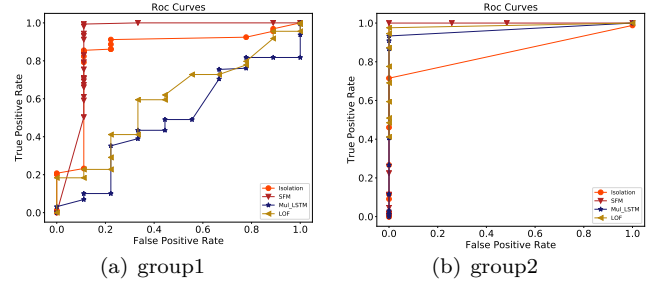 Roc Curves
1.0
0.8
0.6
0.4
0.2
0.0
True Positive Rate
0.0 0.2 0.4 0.6 0.8 1.0
False Positive Rate
Isolation
SFM
Mul_LSTM
LOF
(a) group1
Roc Curves
1.0
0.8
0.6
0.4
0.2
0.0
True Positive Rate
0.0 0.2 0.4 0.6 0.8 1.0
False Positive Rate
Isolation
SFM
Mul_LSTM
LOF
(b) group2